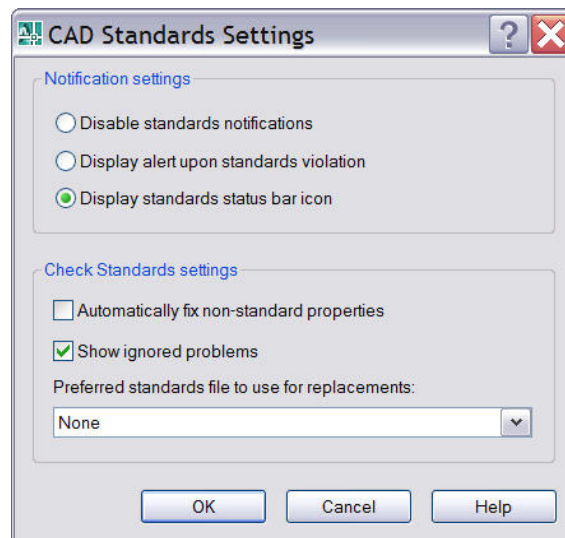 CAD Standards Settings ?
Notification settings
Disable standards notifications
Display alert upon standards violation
Display standards status bar icon
Check Standards settings
Automatically fix non-standard properties
Show ignored problems
Preferred standards file to use for replacements:
None
OK Cancel Help